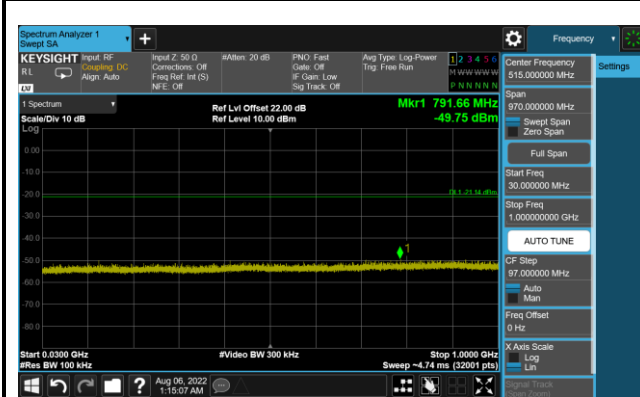 Spectrum Analyzer 1
Swept SA
Frequency
KEYSIGHT
RL
LXI
Input: RF
Coupling: DC
Align: Auto
Input Z: 50 Ω
Corrections: Off
Freq Ref: Int (S)
NFE: Off
#Atten: 20 dB
PNO: Fast
Gate: Off
IF Gain: Low
Sig Track: Off
Avg Type: Log-Power
Trig: Free Run
1 2 3 4 5 6
M W W W W W
P N N N N N
1 Spectrum
Scale/Div 10 dB
Log
Ref Lvl Offset 22.00 dB
Ref Level 10.00 dBm
Mkr1 791.66 MHz
-49.75 dBm
0.00
-10.0
-20.0
-30.0
-40.0
-50.0
-60.0
-70.0
-80.0
DL1 -21.14 dBm
1
Start 0.0300 GHz
#Res BW 100 kHz
#Video BW 300 kHz
Stop 1.0000 GHz
Sweep ~4.74 ms (32001 pts)
Aug 06, 2022
1:15:07 AM
Center Frequency
515.000000 MHz
Settings
Span
970.000000 MHz
Swept Span
Zero Span
Full Span
Start Freq
30.000000 MHz
Stop Freq
1.000000000 GHz
AUTO TUNE
CF Step
97.000000 MHz
Auto
Man
Freq Offset
0 Hz
X Axis Scale
Log
Lin
Signal Track
(Span Zoom)